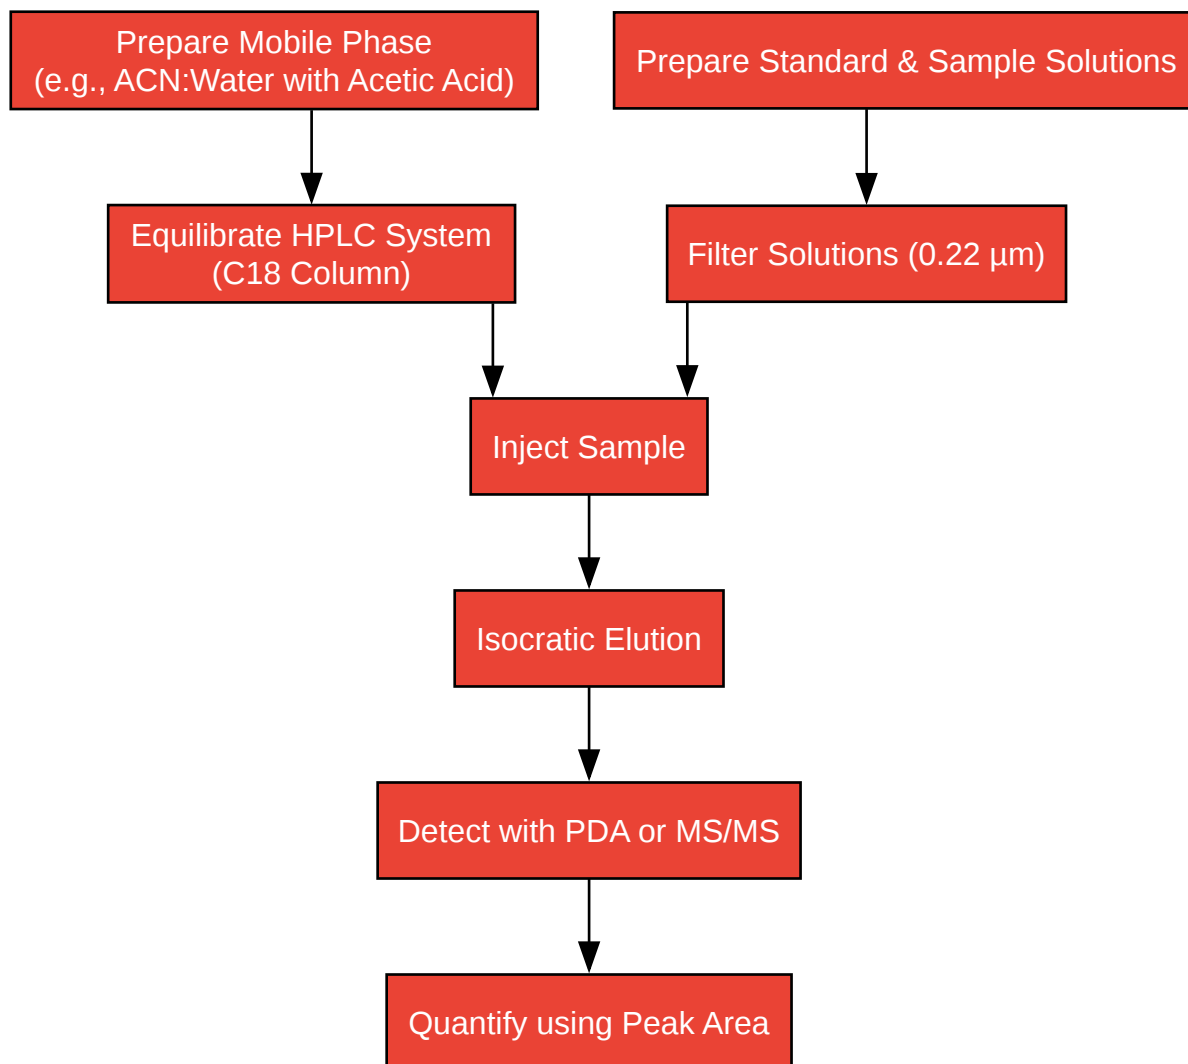 Prepare Mobile Phase
(e.g., ACN:Water with Acetic Acid)
Prepare Standard & Sample Solutions
Equilibrate HPLC System
(C18 Column)
Filter Solutions (0.22 µm)
Inject Sample
Isocratic Elution
Detect with PDA or MS/MS
Quantify using Peak Area